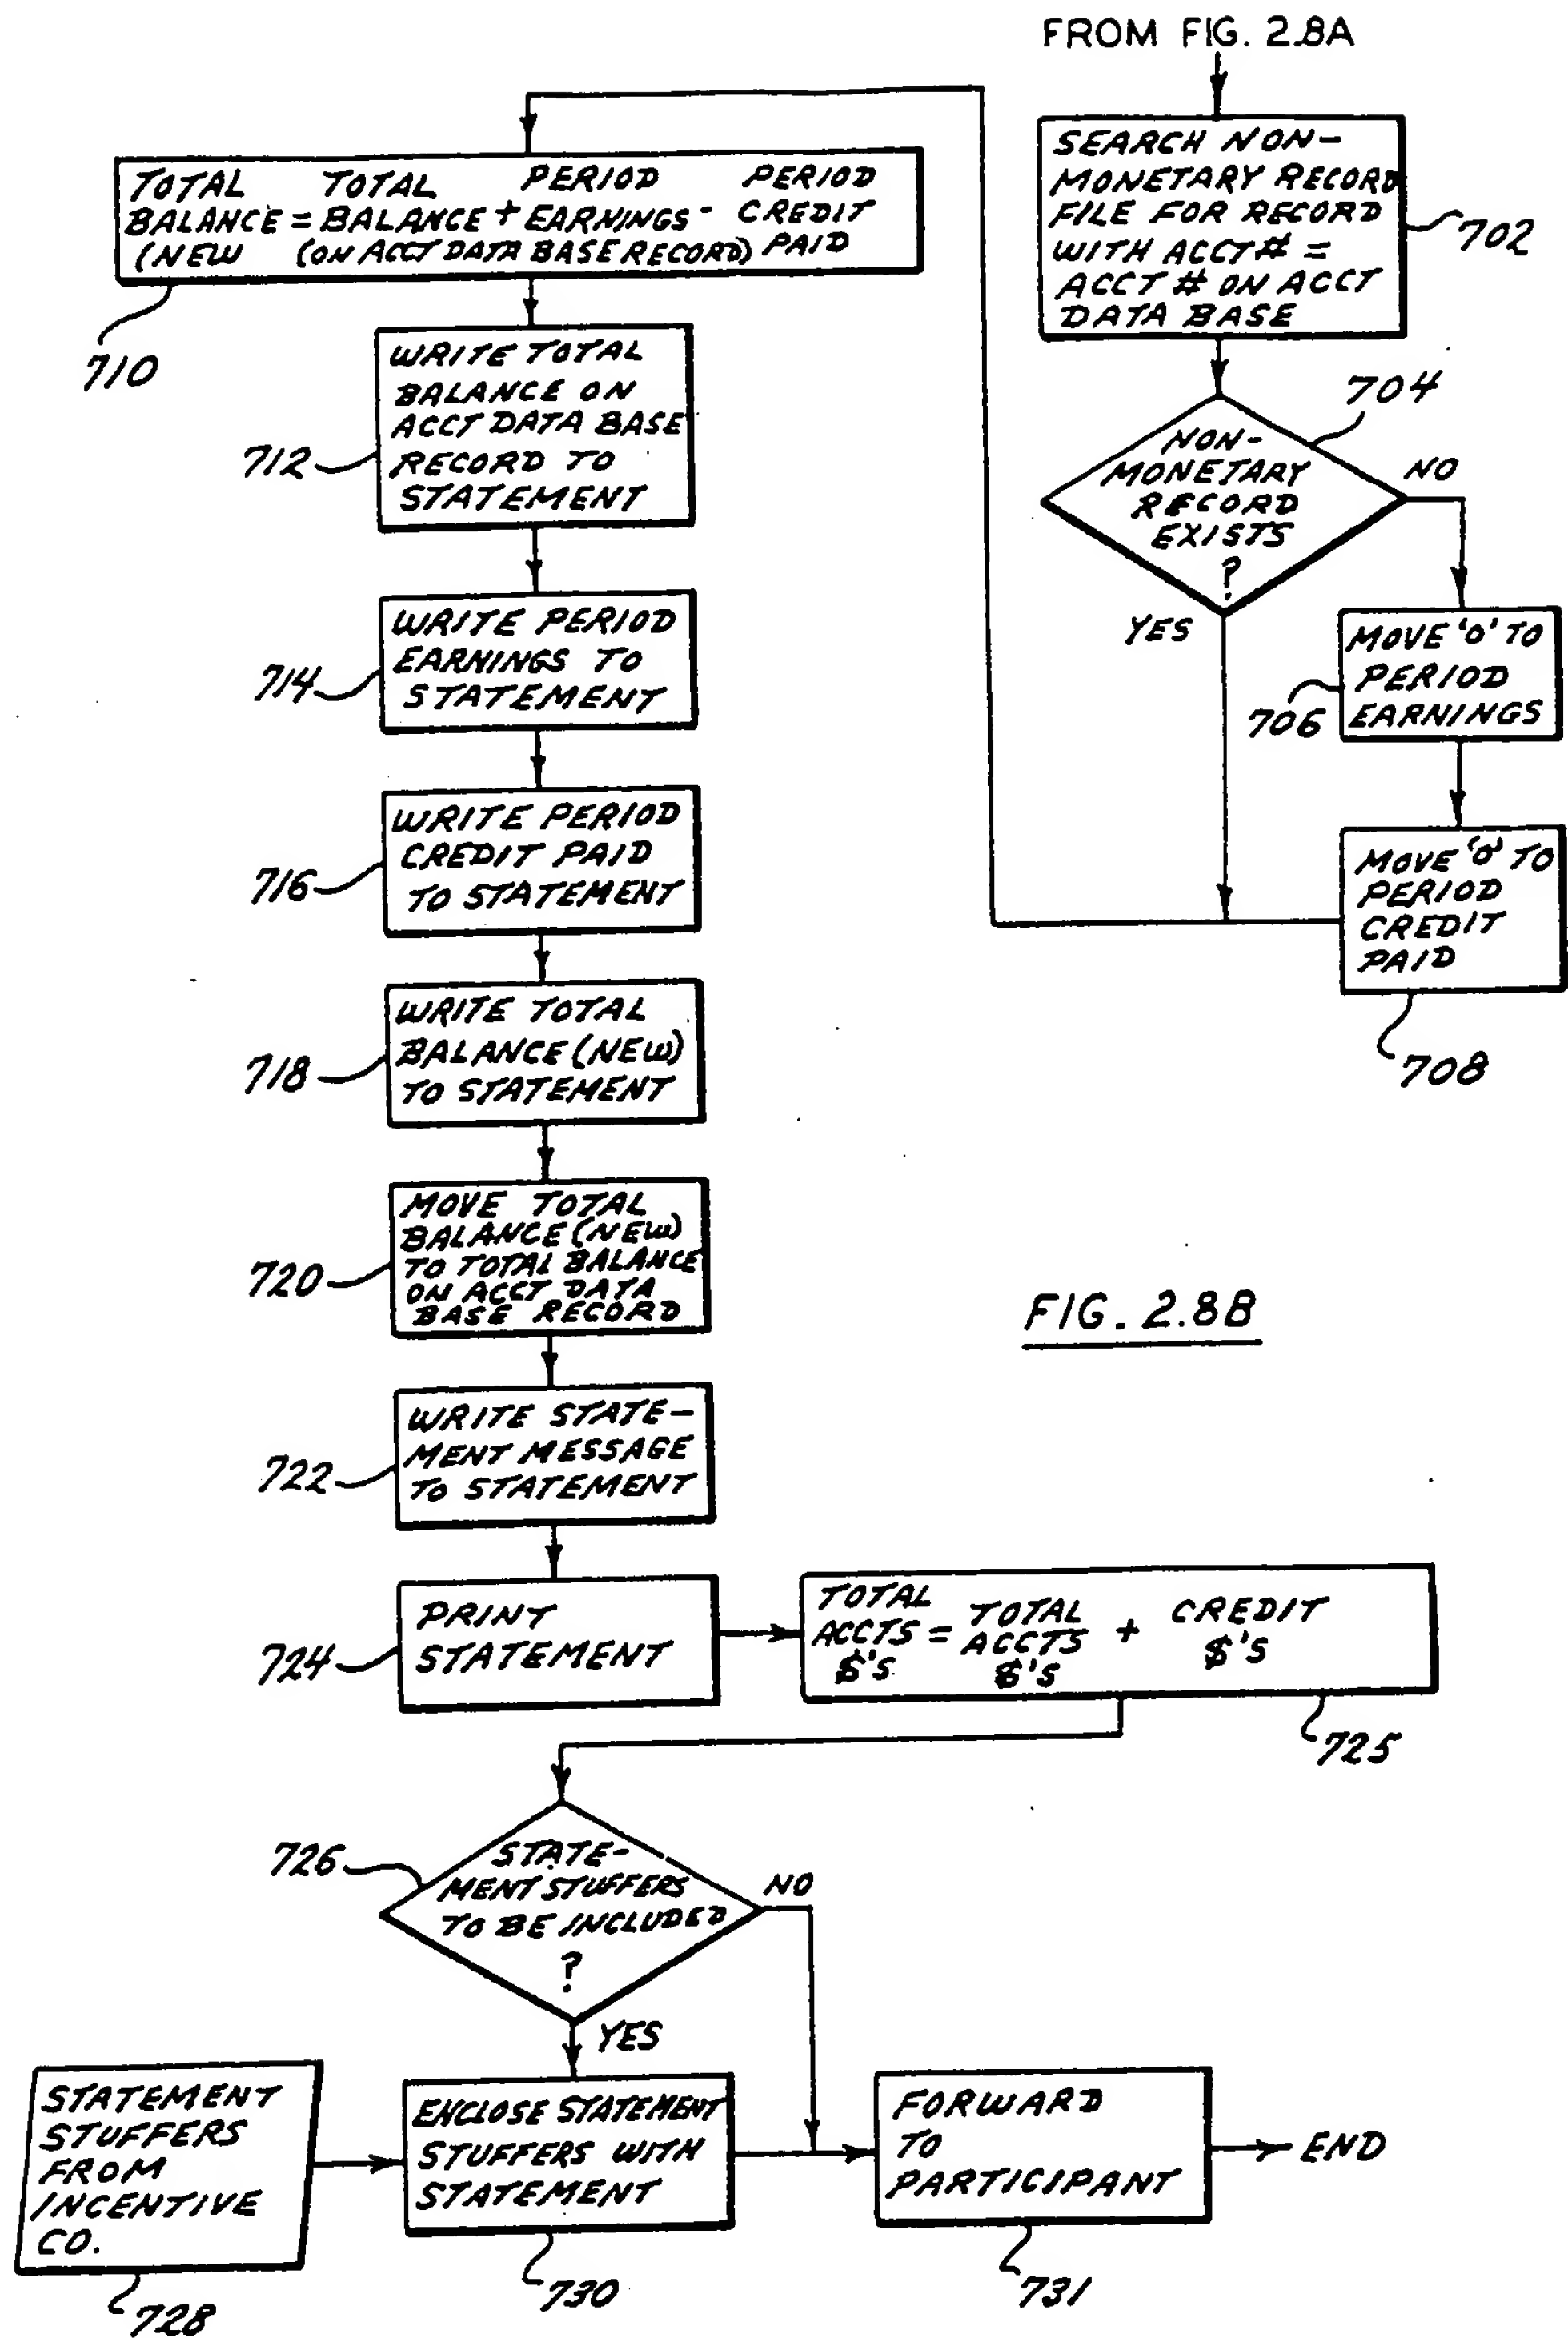 FROM FIG. 2.8A
SEARCH NON-
MONETARY RECORD
FILE FOR RECORD
WITH ACCT # =
ACCT # ON ACCT
DATA BASE
702
704
NON-
MONETARY
RECORD
EXISTS
?
NO
YES
MOVE '0' TO
PERIOD
EARNINGS
706
MOVE '0' TO
PERIOD
CREDIT
PAID
708
TOTAL TOTAL PERIOD PERIOD
BALANCE = BALANCE + EARNINGS - CREDIT
(NEW (ON ACCT DATA BASE RECORD) PAID
710
WRITE TOTAL
BALANCE ON
ACCT DATA BASE
RECORD TO
STATEMENT
712
WRITE PERIOD
EARNINGS TO
STATEMENT
714
WRITE PERIOD
CREDIT PAID
TO STATEMENT
716
WRITE TOTAL
BALANCE (NEW)
TO STATEMENT
718
MOVE TOTAL
BALANCE (NEW)
TO TOTAL BALANCE
ON ACCT DATA
BASE RECORD
720
FIG. 2.8B
WRITE STATE-
MENT MESSAGE
TO STATEMENT
722
PRINT
STATEMENT
724
TOTAL TOTAL CREDIT
ACCTS = ACCTS + $'S
$'S $'S
725
726
STATE-
MENT STUFFERS
TO BE INCLUDED
?
NO
YES
STATEMENT
STUFFERS
FROM
INCENTIVE
CO.
728
ENCLOSE STATEMENT
STUFFERS WITH
STATEMENT
730
FORWARD
TO
PARTICIPANT
731
END